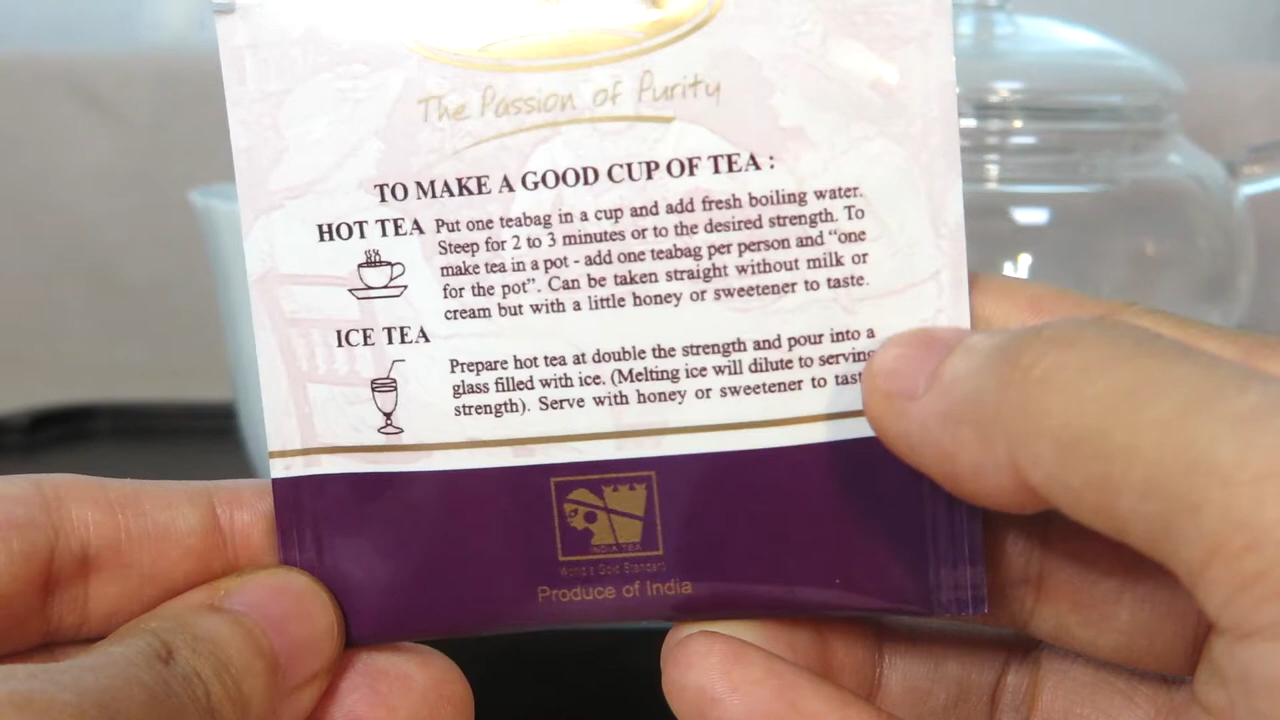 The Passion of Purity
TO MAKE A GOOD CUP OF TEA :
HOT TEA
Put one teabag in a cup and add fresh boiling water.
Steep for 2 to 3 minutes or to the desired strength. To
make tea in a pot - add one teabag per person and “one
for the pot”. Can be taken straight without milk or
cream but with a little honey or sweetener to taste.
ICE TEA
Prepare hot tea at double the strength and pour into a
glass filled with ice. (Melting ice will dilute to serving
strength). Serve with honey or sweetener to tast
INDIA TEA
World's Gold Standard
Produce of India